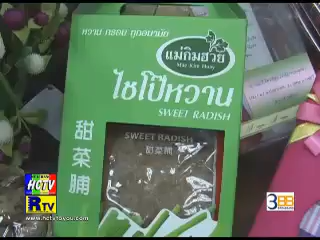 หวาน กรอบ ถูกอนามัย
แม่กิมฮวย
Mae Kim Huay
ไชโป๊หวาน
SWEET RADISH
甜菜脯
SWEET RADISH
甜菜脯
HCTV
R TV
www.hctvtoyou.com
3